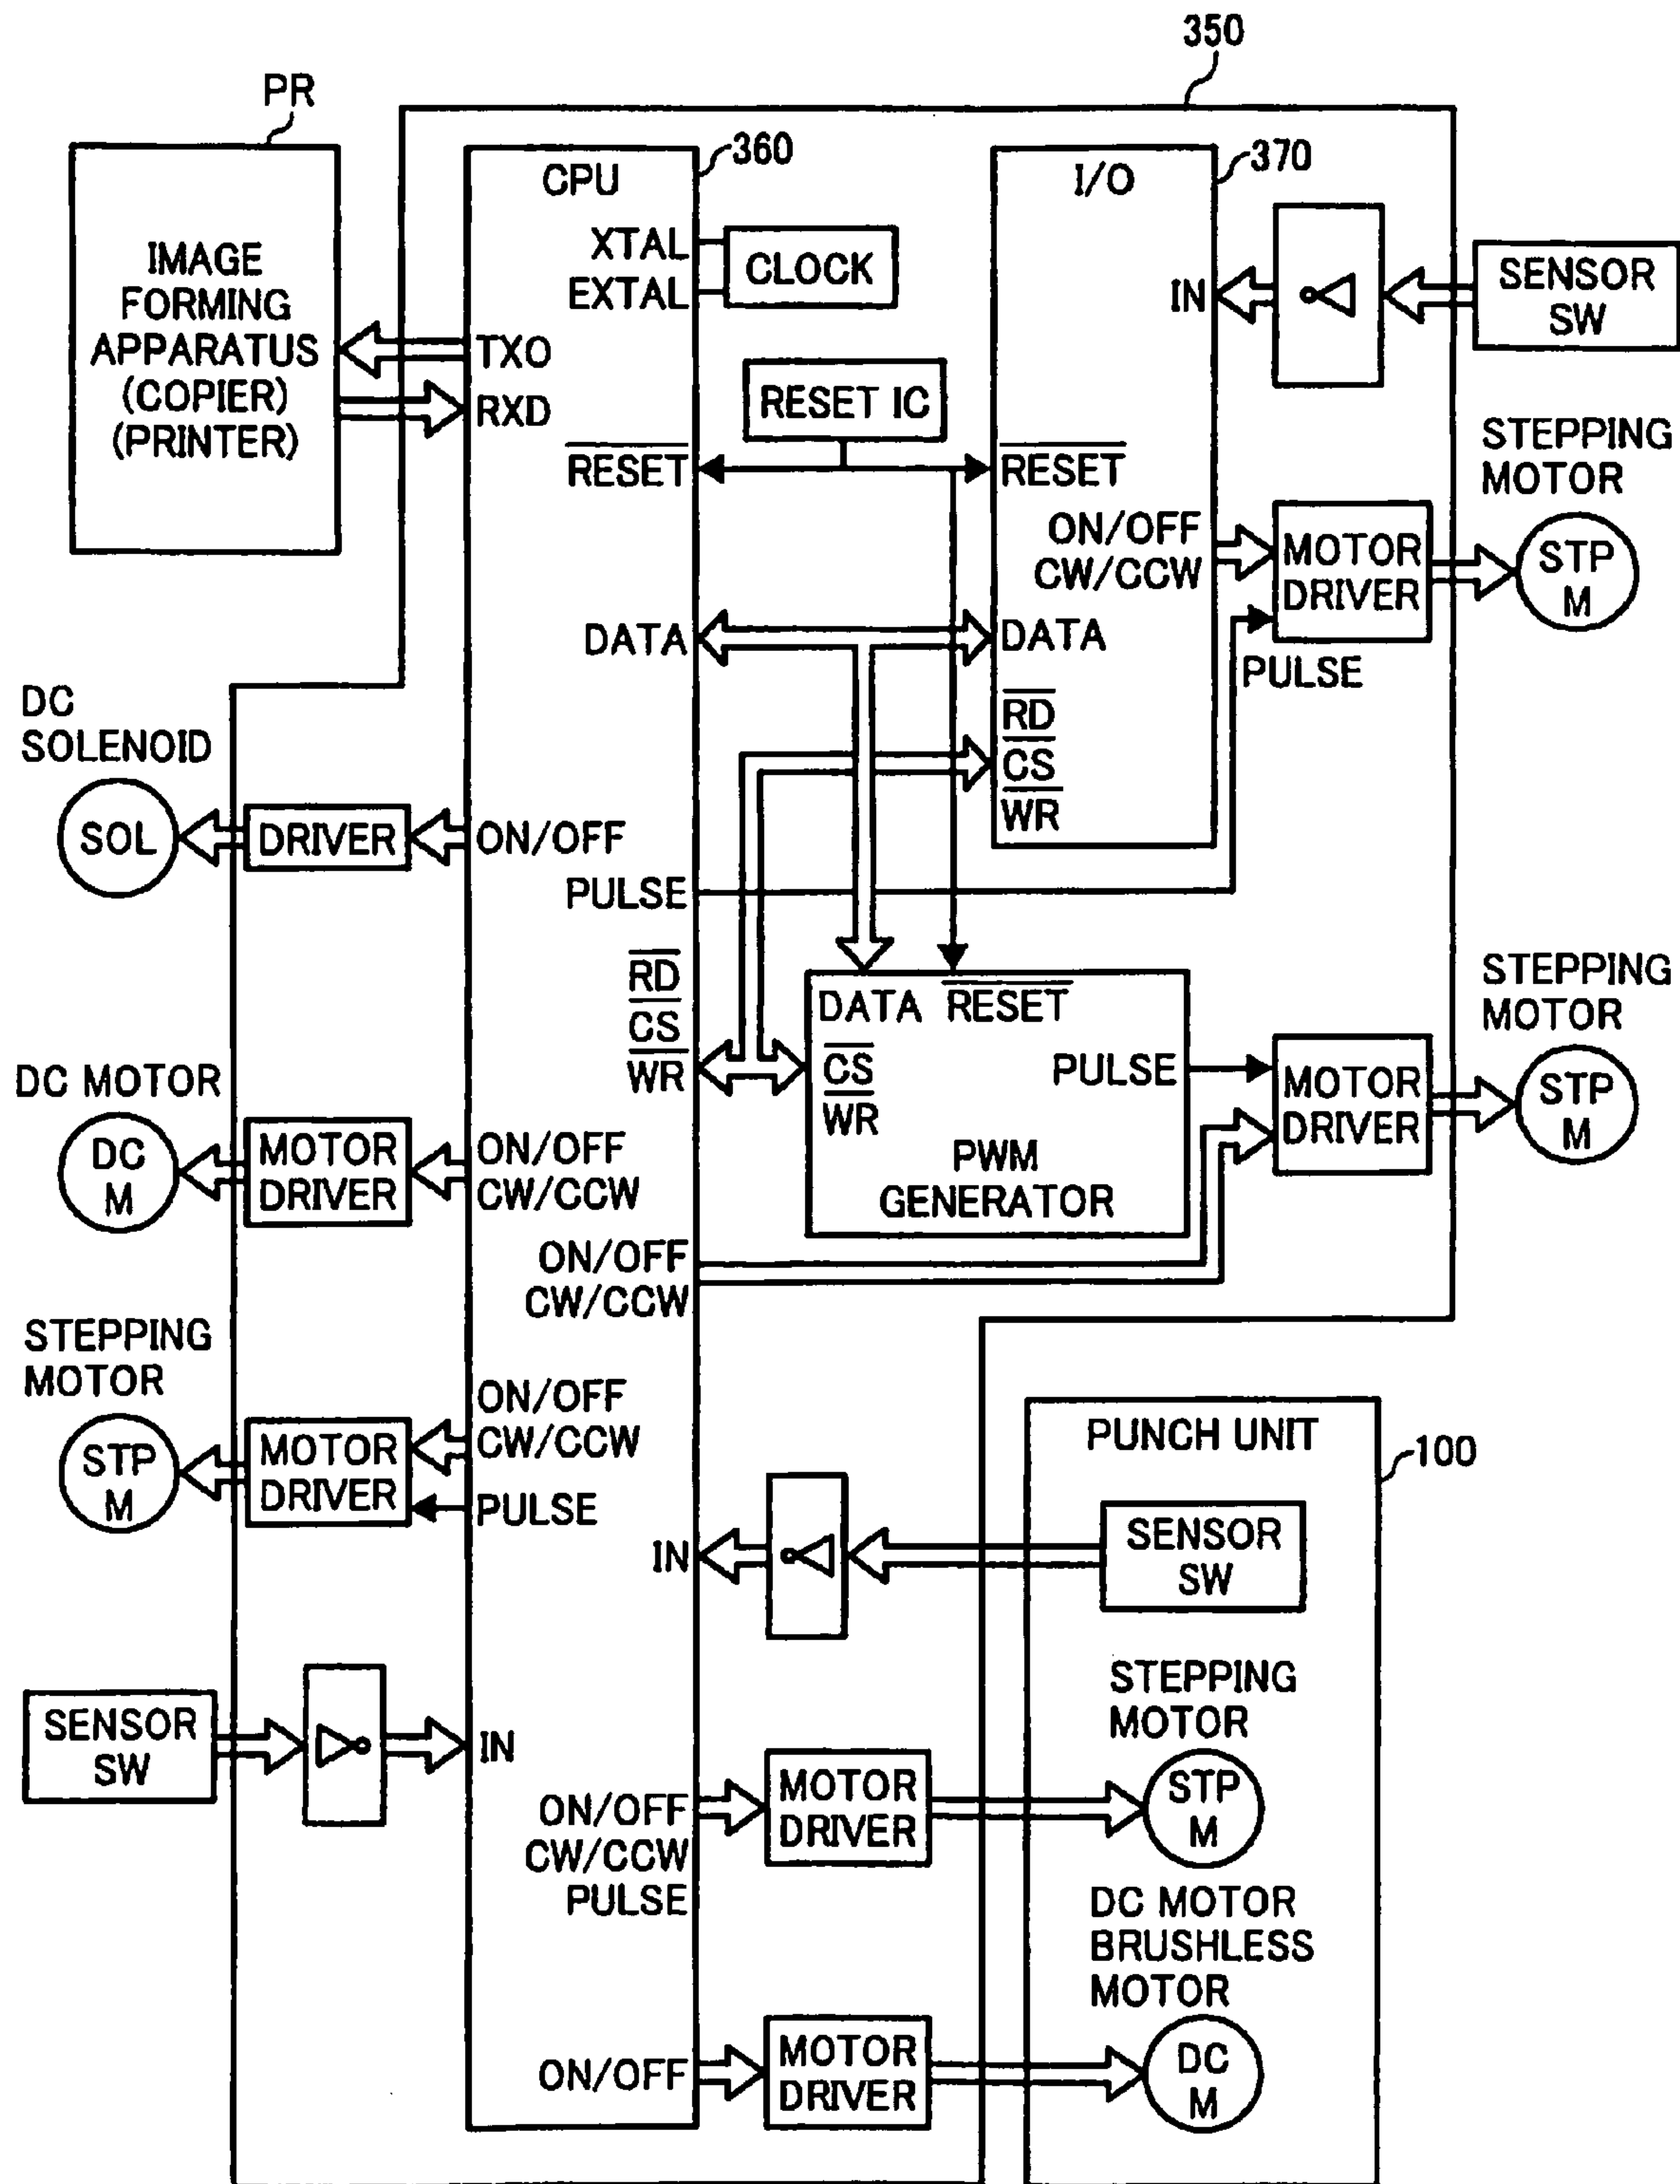 350
PR
360
CPU
370
I/O
XTAL
EXTAL
CLOCK
IMAGE
FORMING
APPARATUS
(COPIER)
(PRINTER)
IN
SENSOR
SW
TXO
RXD
RESET IC
RESET
RESET
STEPPING
MOTOR
ON/OFF
CW/CCW
MOTOR
DRIVER
STP
M
DATA
DATA
PULSE
DC
SOLENOID
RD
CS
WR
SOL
DRIVER
ON/OFF
PULSE
RD
CS
WR
DATA RESET
CS
WR
PULSE
PWM
GENERATOR
STEPPING
MOTOR
MOTOR
DRIVER
STP
M
DC MOTOR
DC
M
MOTOR
DRIVER
ON/OFF
CW/CCW
ON/OFF
CW/CCW
STEPPING
MOTOR
STP
M
MOTOR
DRIVER
ON/OFF
CW/CCW
PULSE
PUNCH UNIT
100
IN
SENSOR
SW
SENSOR
SW
IN
STEPPING
MOTOR
ON/OFF
CW/CCW
PULSE
MOTOR
DRIVER
STP
M
DC MOTOR
BRUSHLESS
MOTOR
ON/OFF
MOTOR
DRIVER
DC
M